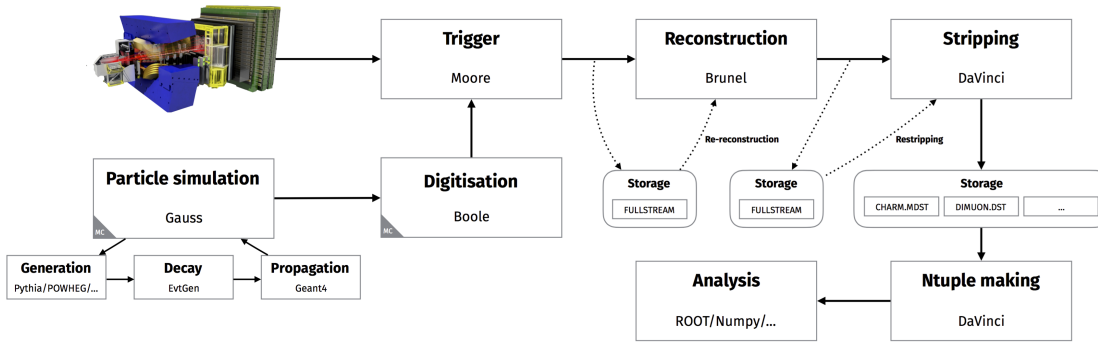 Trigger
Moore
Reconstruction
Brunel
Stripping
DaVinci
Re-reconstruction
Restripping
Particle simulation
Gauss
MC
Digitisation
Boole
MC
Storage
FULLSTREAM
Storage
FULLSTREAM
Storage
CHARM.MDST
DIMUON.DST
...
Generation
Pythia/POWHEG/...
Decay
EvtGen
Propagation
Geant4
Analysis
ROOT/Numpy/...
Ntuple making
DaVinci